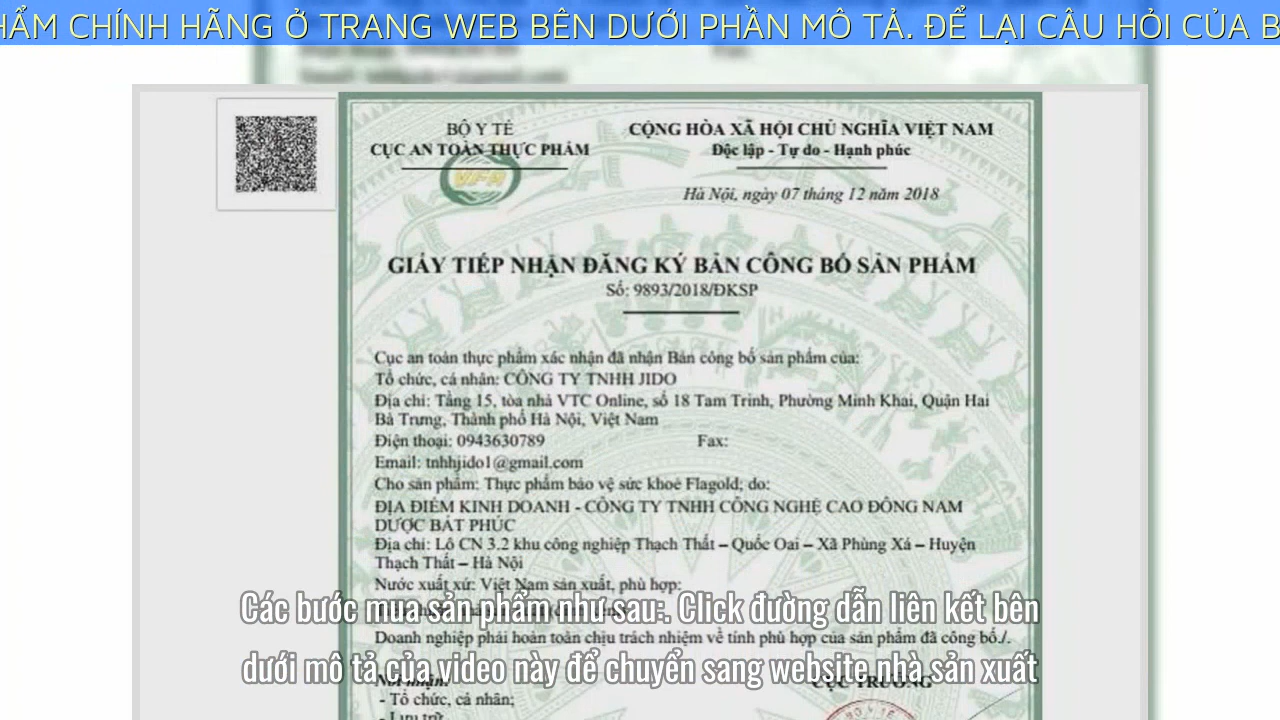 HẨM CHÍNH HÃNG Ở TRANG WEB BÊN DƯỚI PHẦN MÔ TẢ. ĐỂ LẠI CÂU HỎI CỦA B
BỘ Y TẾ
CỤC AN TOÀN THỰC PHẨM
VFA
CỘNG HÒA XÃ HỘI CHỦ NGHĨA VIỆT NAM
Độc lập - Tự do - Hạnh phúc
Hà Nội, ngày 07 tháng 12 năm 2018
GIẤY TIẾP NHẬN ĐĂNG KÝ BẢN CÔNG BỐ SẢN PHẨM
Số: 9893/2018/ĐKSP
Cục an toàn thực phẩm xác nhận đã nhận Bản công bố sản phẩm của:
Tổ chức, cá nhân: CÔNG TY TNHH JIDO
Địa chỉ: Tầng 15, tòa nhà VTC Online, số 18 Tam Trinh, Phường Minh Khai, Quận Hai
Bà Trưng, Thành phố Hà Nội, Việt Nam
Điện thoại: 0943630789 Fax:
Email: tnhhjido1@gmail.com
Cho sản phẩm: Thực phẩm bảo vệ sức khoẻ Flagold; do:
ĐỊA ĐIỂM KINH DOANH - CÔNG TY TNHH CÔNG NGHỆ CAO ĐÔNG NAM
DƯỢC BÁT PHÚC
Địa chỉ: Lô CN 3.2 khu công nghiệp Thạch Thất – Quốc Oai – Xã Phùng Xá – Huyện
Thạch Thất – Hà Nội
Nước xuất xứ: Việt Nam sản xuất, phù hợp:
Các bước mua sản phẩm như sau:. Click đường dẫn liên kết bên
Doanh nghiệp phải hoàn toàn chịu trách nhiệm về tính phù hợp của sản phẩm đã công bố./.
dưới mô tả của video này để chuyển sang website nhà sản xuất
Nơi nhận:
CỤC TRƯỞNG
- Tổ chức, cá nhân;
- Lưu trữ